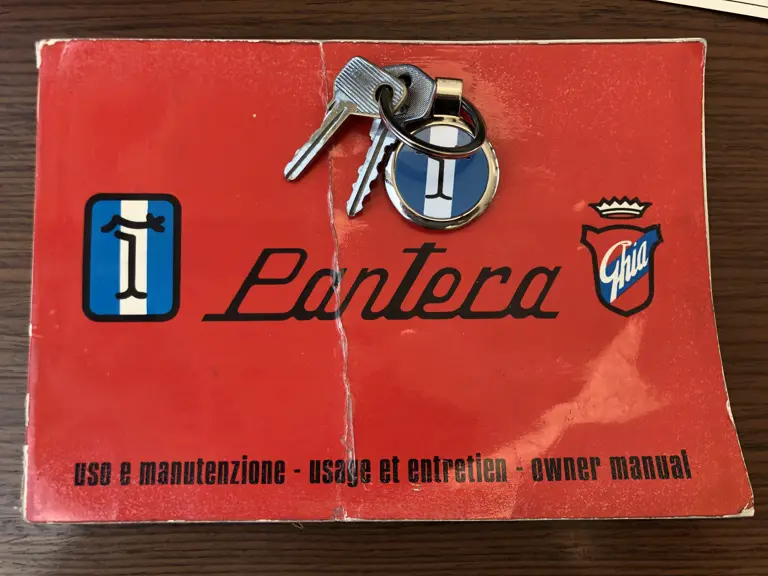 Pantera
Ghia
uso e manutenzione - usage et entretien - owner manual